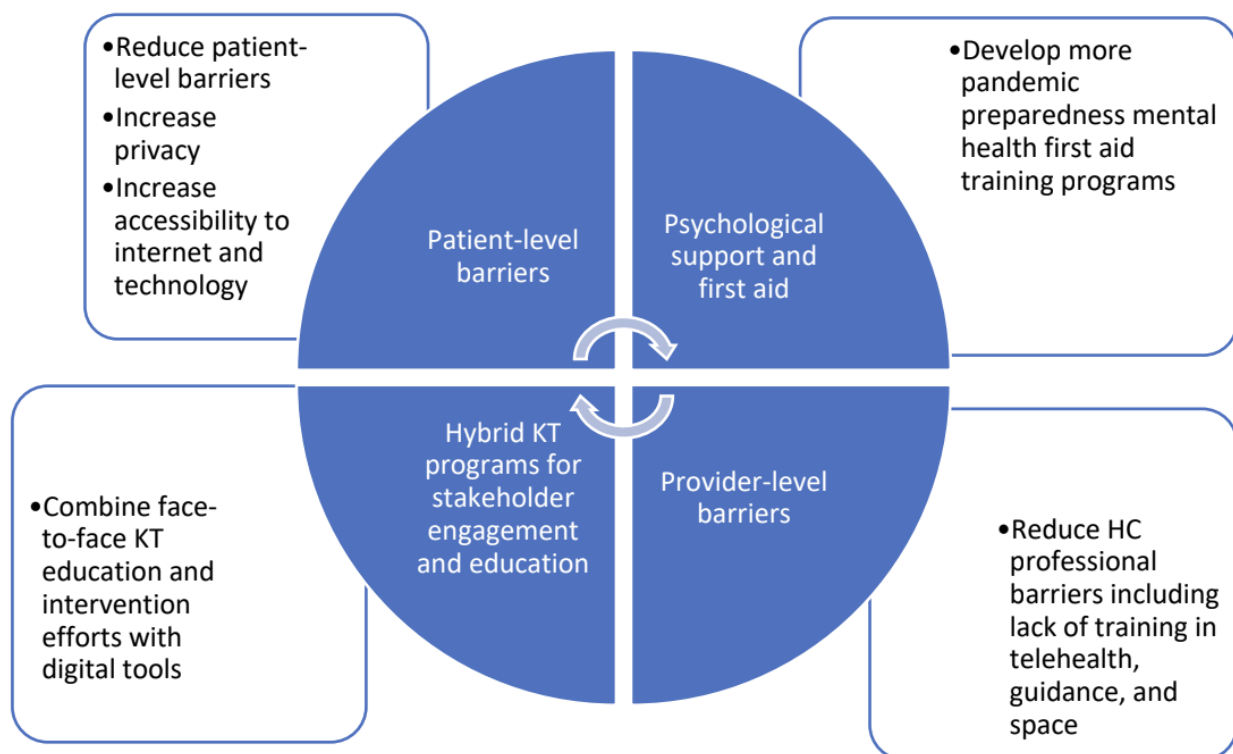 •Reduce patient-
level barriers
•Increase
privacy
•Increase
accessibility to
internet and
technology
Patient-level
barriers
Psychological
support and
first aid
•Develop more
pandemic
preparedness mental
health first aid
training programs
•Combine face-
to-face KT
education and
intervention
efforts with
digital tools
Hybrid KT
programs for
stakeholder
engagement
and education
Provider-level
barriers
•Reduce HC
professional
barriers including
lack of training in
telehealth,
guidance, and
space